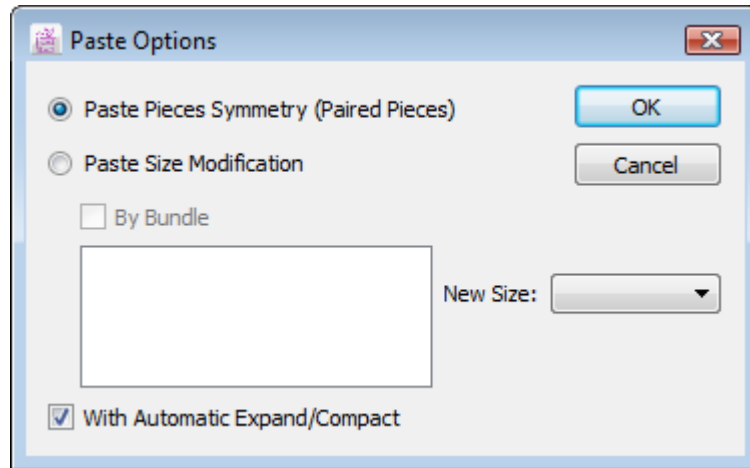 Paste Options
Paste Pieces Symmetry (Paired Pieces)
OK
Paste Size Modification
Cancel
By Bundle
New Size:
With Automatic Expand/Compact